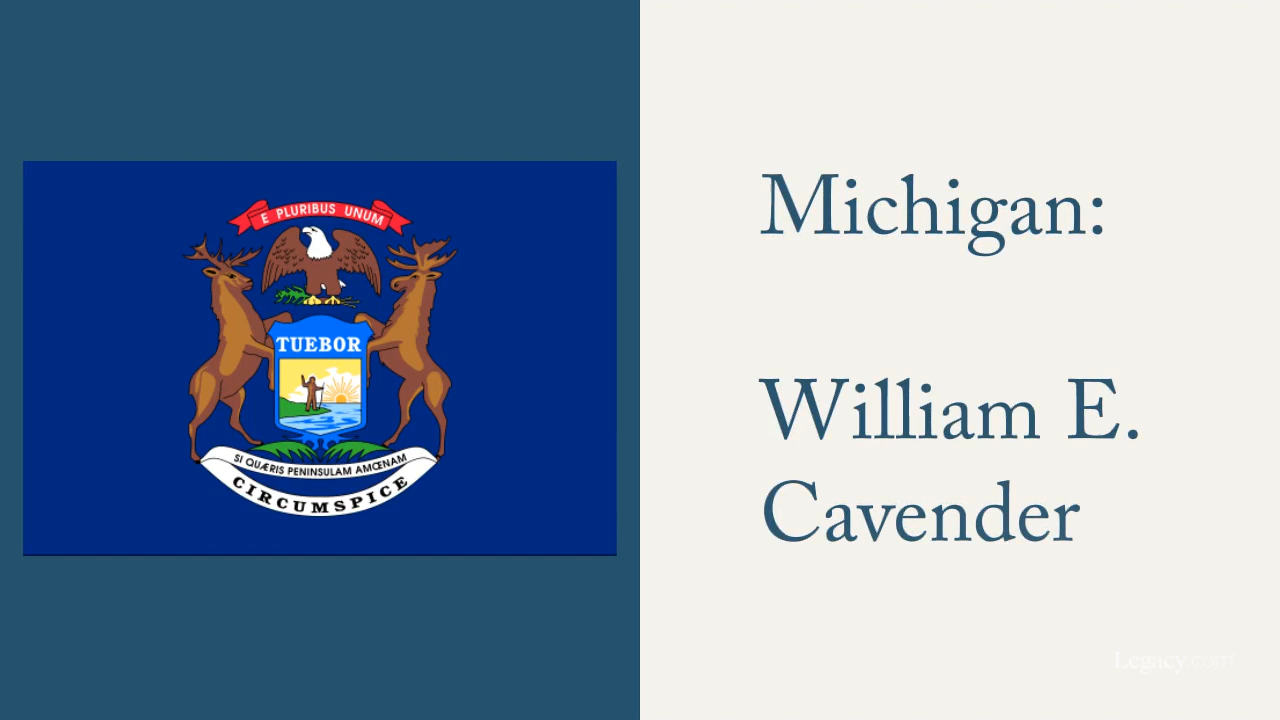 E PLURIBUS UNUM
TUEBOR
SI QUÆRIS PENINSULAM AMŒNAM
CIRCUMSPICE
Michigan:
William E.
Cavender
Legacy.com